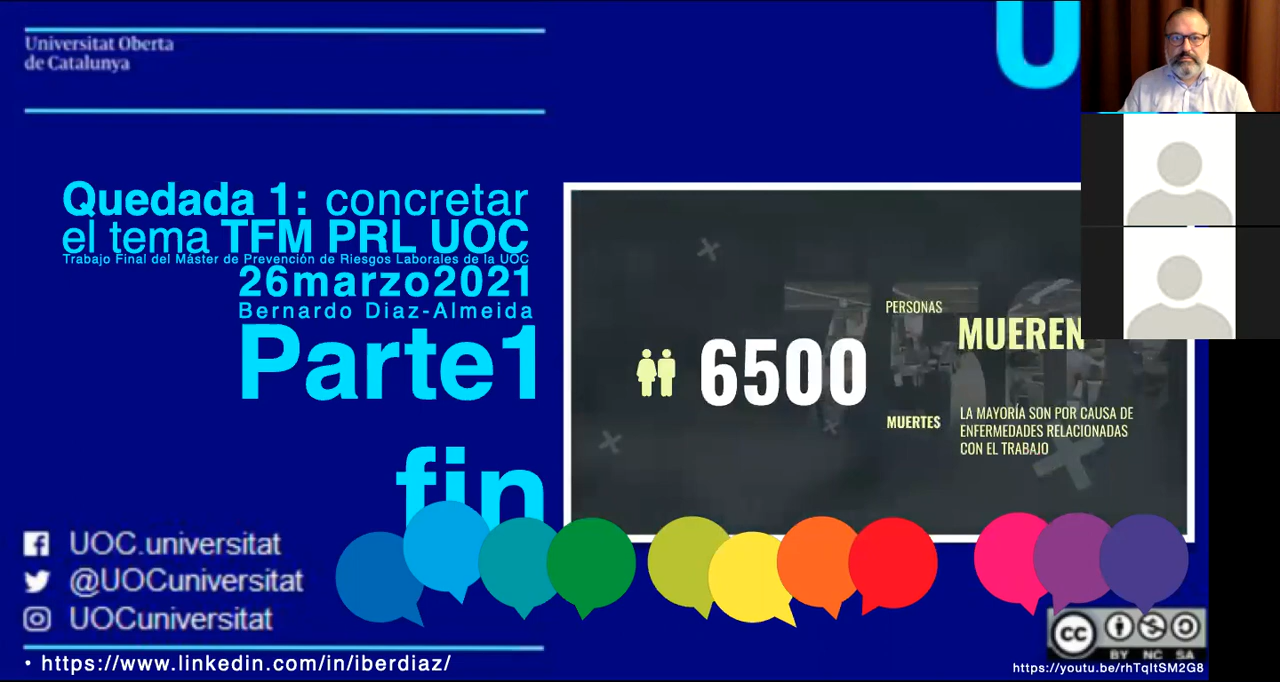 Universitat Oberta
de Catalunya
U
Quedada 1: concretar
el tema TFM PRL UOC
Trabajo Final del Máster de Prevención de Riesgos Laborales de la UOC
26marzo2021
Bernardo Diaz-Almeida
Parte1
fin
6500
PERSONAS
MUEREN
MUERTES
LA MAYORÍA SON POR CAUSA DE
ENFERMEDADES RELACIONADAS
CON EL TRABAJO
UOC.universitat
@UOCuniversitat
UOCuniversitat
• https://www.linkedin.com/in/iberdiaz/
cc
BY NC SA
https://youtu.be/rhTqItSM2G8